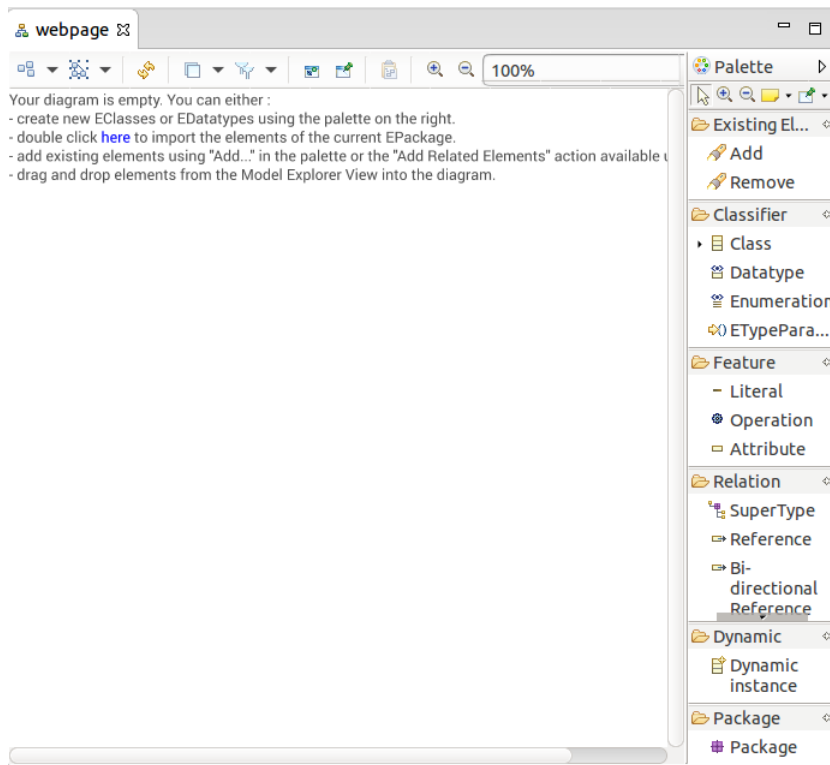 webpage
100%
Your diagram is empty. You can either :
- create new EClasses or EDatatypes using the palette on the right.
- double click here to import the elements of the current EPackage.
- add existing elements using "Add..." in the palette or the "Add Related Elements" action available
- drag and drop elements from the Model Explorer View into the diagram.
Palette
Existing El...
Add
Remove
Classifier
Class
Datatype
Enumeration
ETypePara...
Feature
Literal
Operation
Attribute
Relation
SuperType
Reference
Bi-
directional
Reference
Dynamic
Dynamic
instance
Package
Package